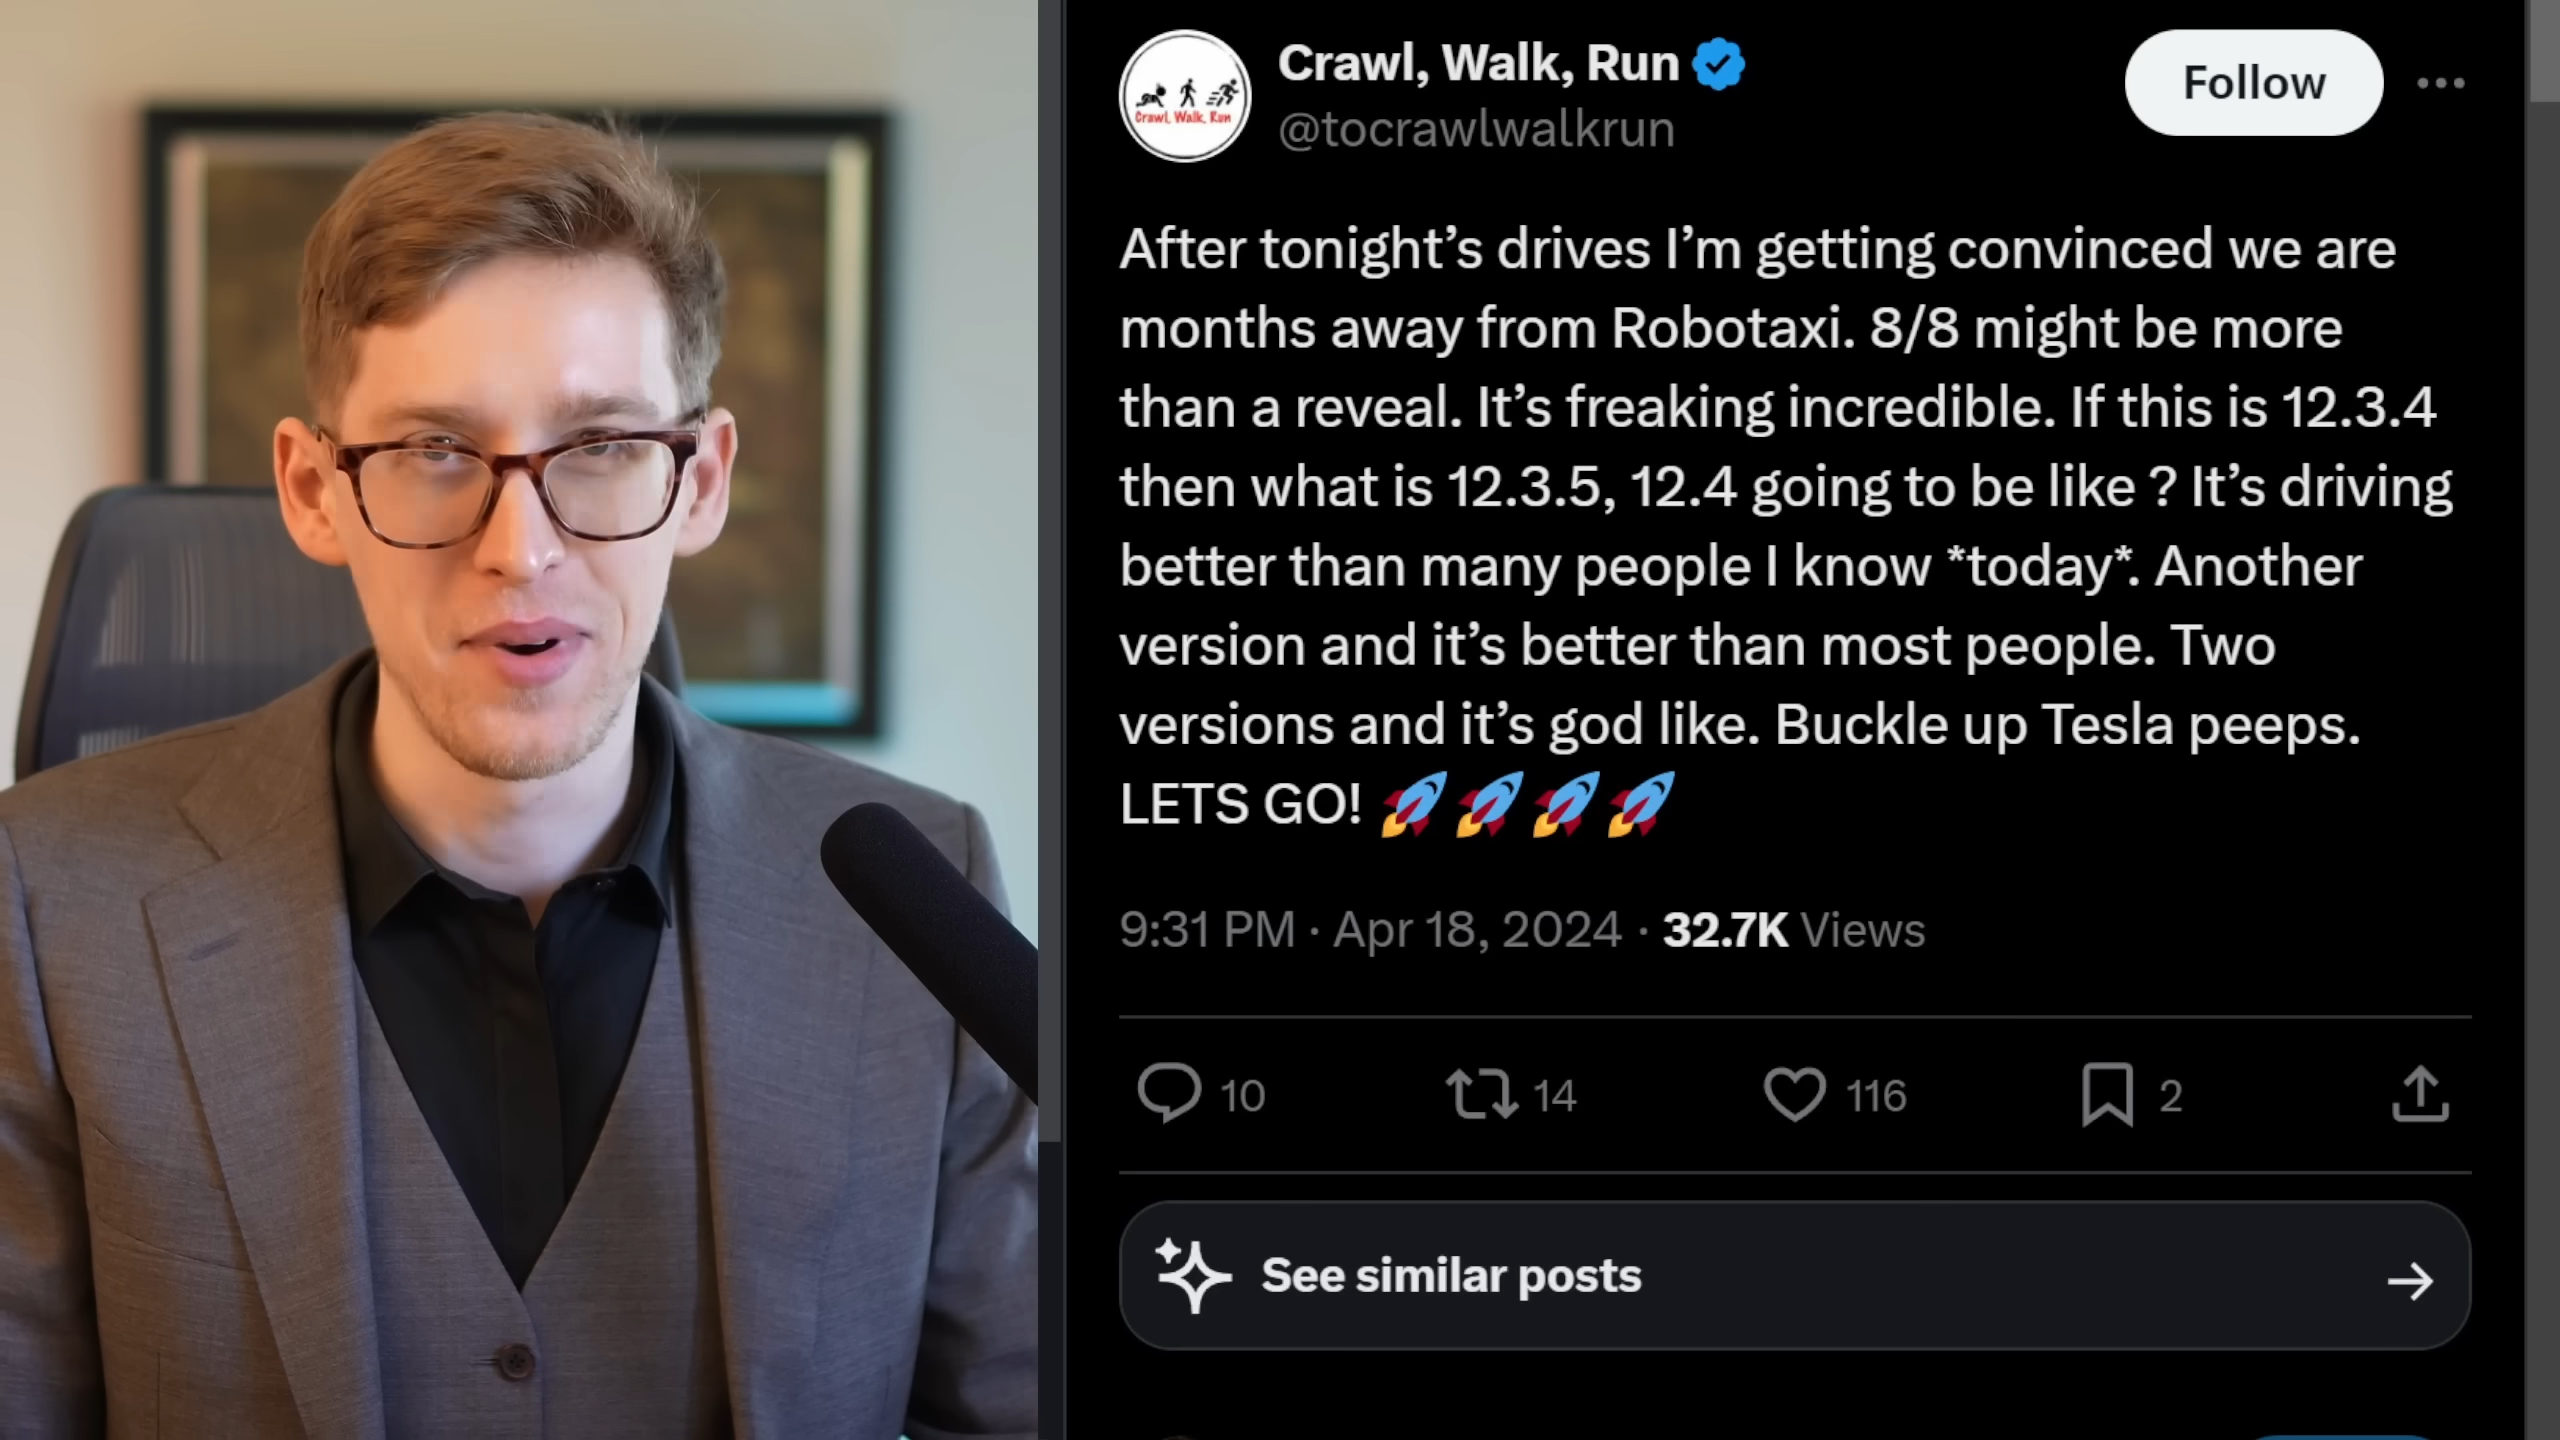 Crawl, Walk, Run
Crawl, Walk, Run
@tocrawlwalkrun
Follow
After tonight’s drives I’m getting convinced we are
months away from Robotaxi. 8/8 might be more
than a reveal. It’s freaking incredible. If this is 12.3.4
then what is 12.3.5, 12.4 going to be like ? It’s driving
better than many people I know *today*. Another
version and it’s better than most people. Two
versions and it’s god like. Buckle up Tesla peeps.
LETS GO! 🚀🚀🚀🚀
9:31 PM · Apr 18, 2024 · 32.7K Views
10 14 116 2
See similar posts